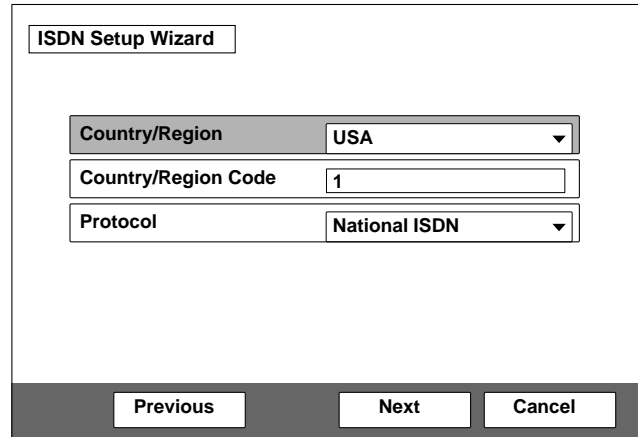 ISDN Setup Wizard
Country/Region USA
Country/Region Code 1
Protocol National ISDN
Previous Next Cancel